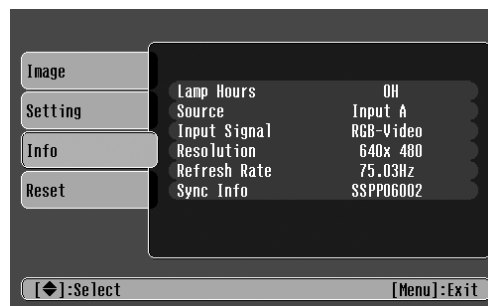 Image
Setting
Info
Reset
Lamp Hours 0H
Source Input A
Input Signal RGB-Video
Resolution 640x 480
Refresh Rate 75.03Hz
Sync Info SSPP06002
[◆]:Select [Menu]:Exit